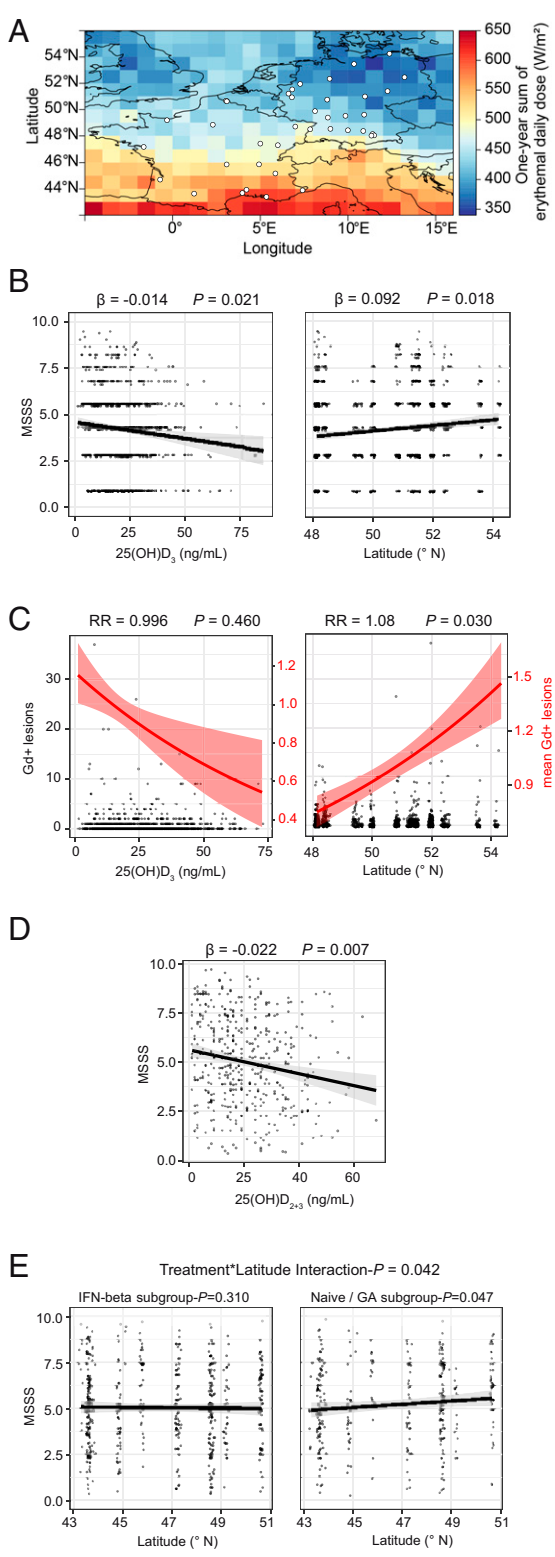 A
54°N
52°N
50°N
48°N
46°N
44°N
Latitude
0°
5°E
10°E
15°E
Longitude
650
600
550
500
450
400
350
One-year sum of
erythemal daily dose (W/m²)
B
β = -0.014 P = 0.021
β = 0.092 P = 0.018
10.0
7.5
5.0
2.5
0.0
MSSS
0 25 50 75
48 50 52 54
25(OH)D3 (ng/mL)
Latitude (° N)
C
RR = 0.996 P = 0.460
RR = 1.08 P = 0.030
30
20
10
0
Gd+ lesions
1.2
1.0
0.8
0.6
0.4
1.5
1.2
0.9
mean Gd+ lesions
0 25 50 75
48 50 52 54
25(OH)D3 (ng/mL)
Latitude (° N)
D
β = -0.022 P = 0.007
10.0
7.5
5.0
2.5
0.0
MSSS
0 25 40 60
25(OH)D2+3 (ng/mL)
E
Treatment*Latitude Interaction-P = 0.042
IFN-beta subgroup-P=0.310
Naive / GA subgroup-P=0.047
10.0
7.5
5.0
2.5
0.0
MSSS
43 45 47 49 51
43 45 47 49 51
Latitude (° N)
Latitude (° N)